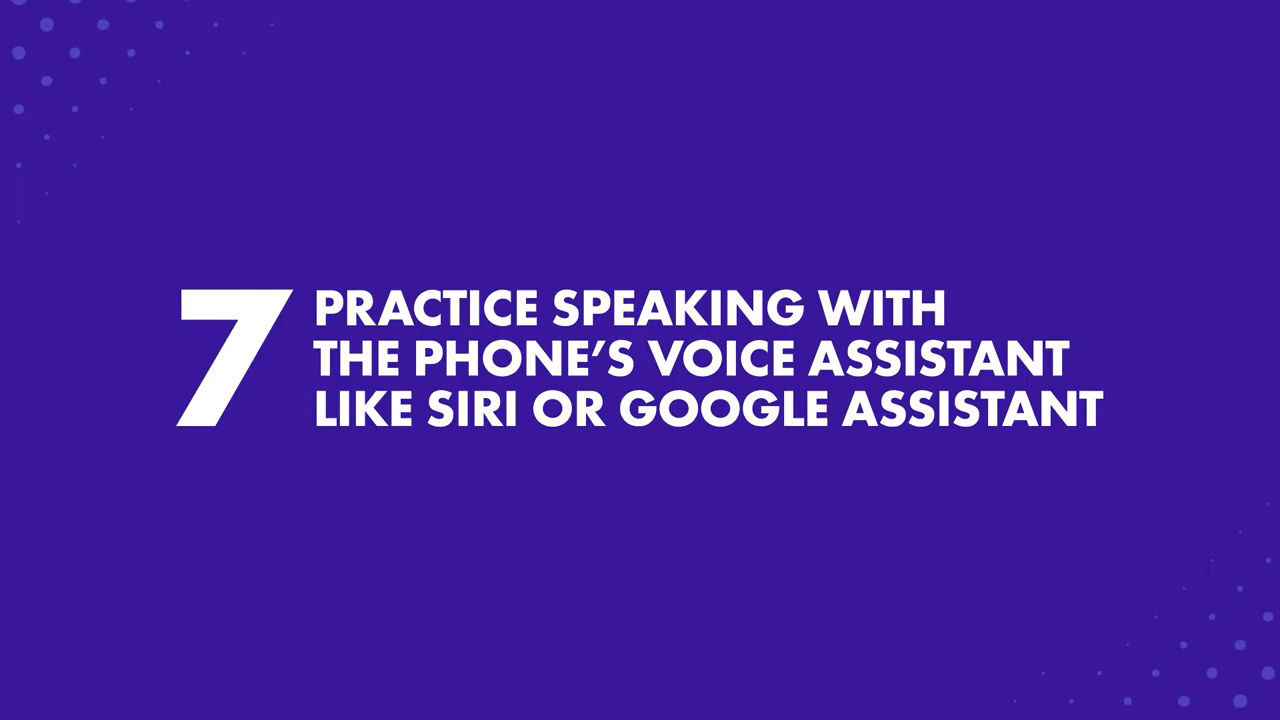 7
PRACTICE SPEAKING WITH
THE PHONE’S VOICE ASSISTANT
LIKE SIRI OR GOOGLE ASSISTANT